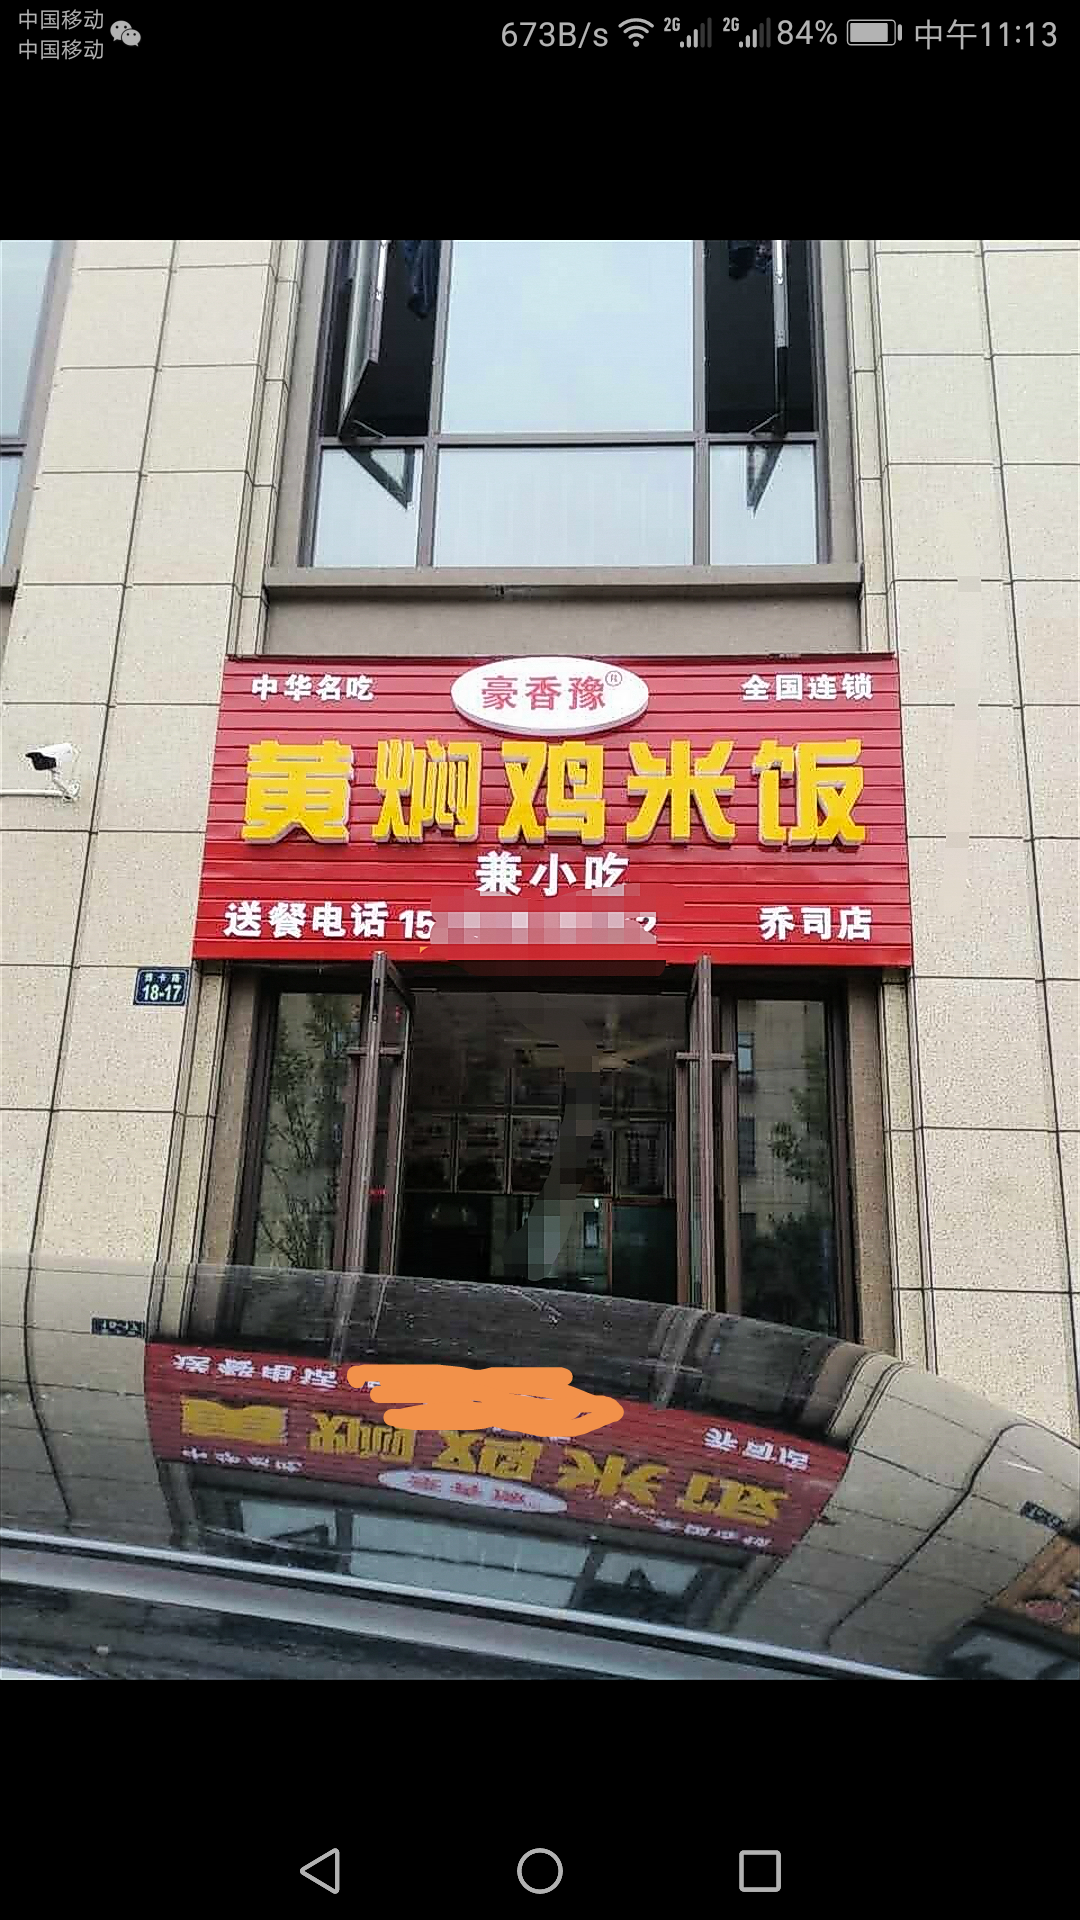 中国移动
中国移动
673B/s 2G 2G 84% 中午11:13
中华名吃 豪香豫® 全国连锁
黄焖鸡米饭
兼小吃
送餐电话 15 乔司店
18-17